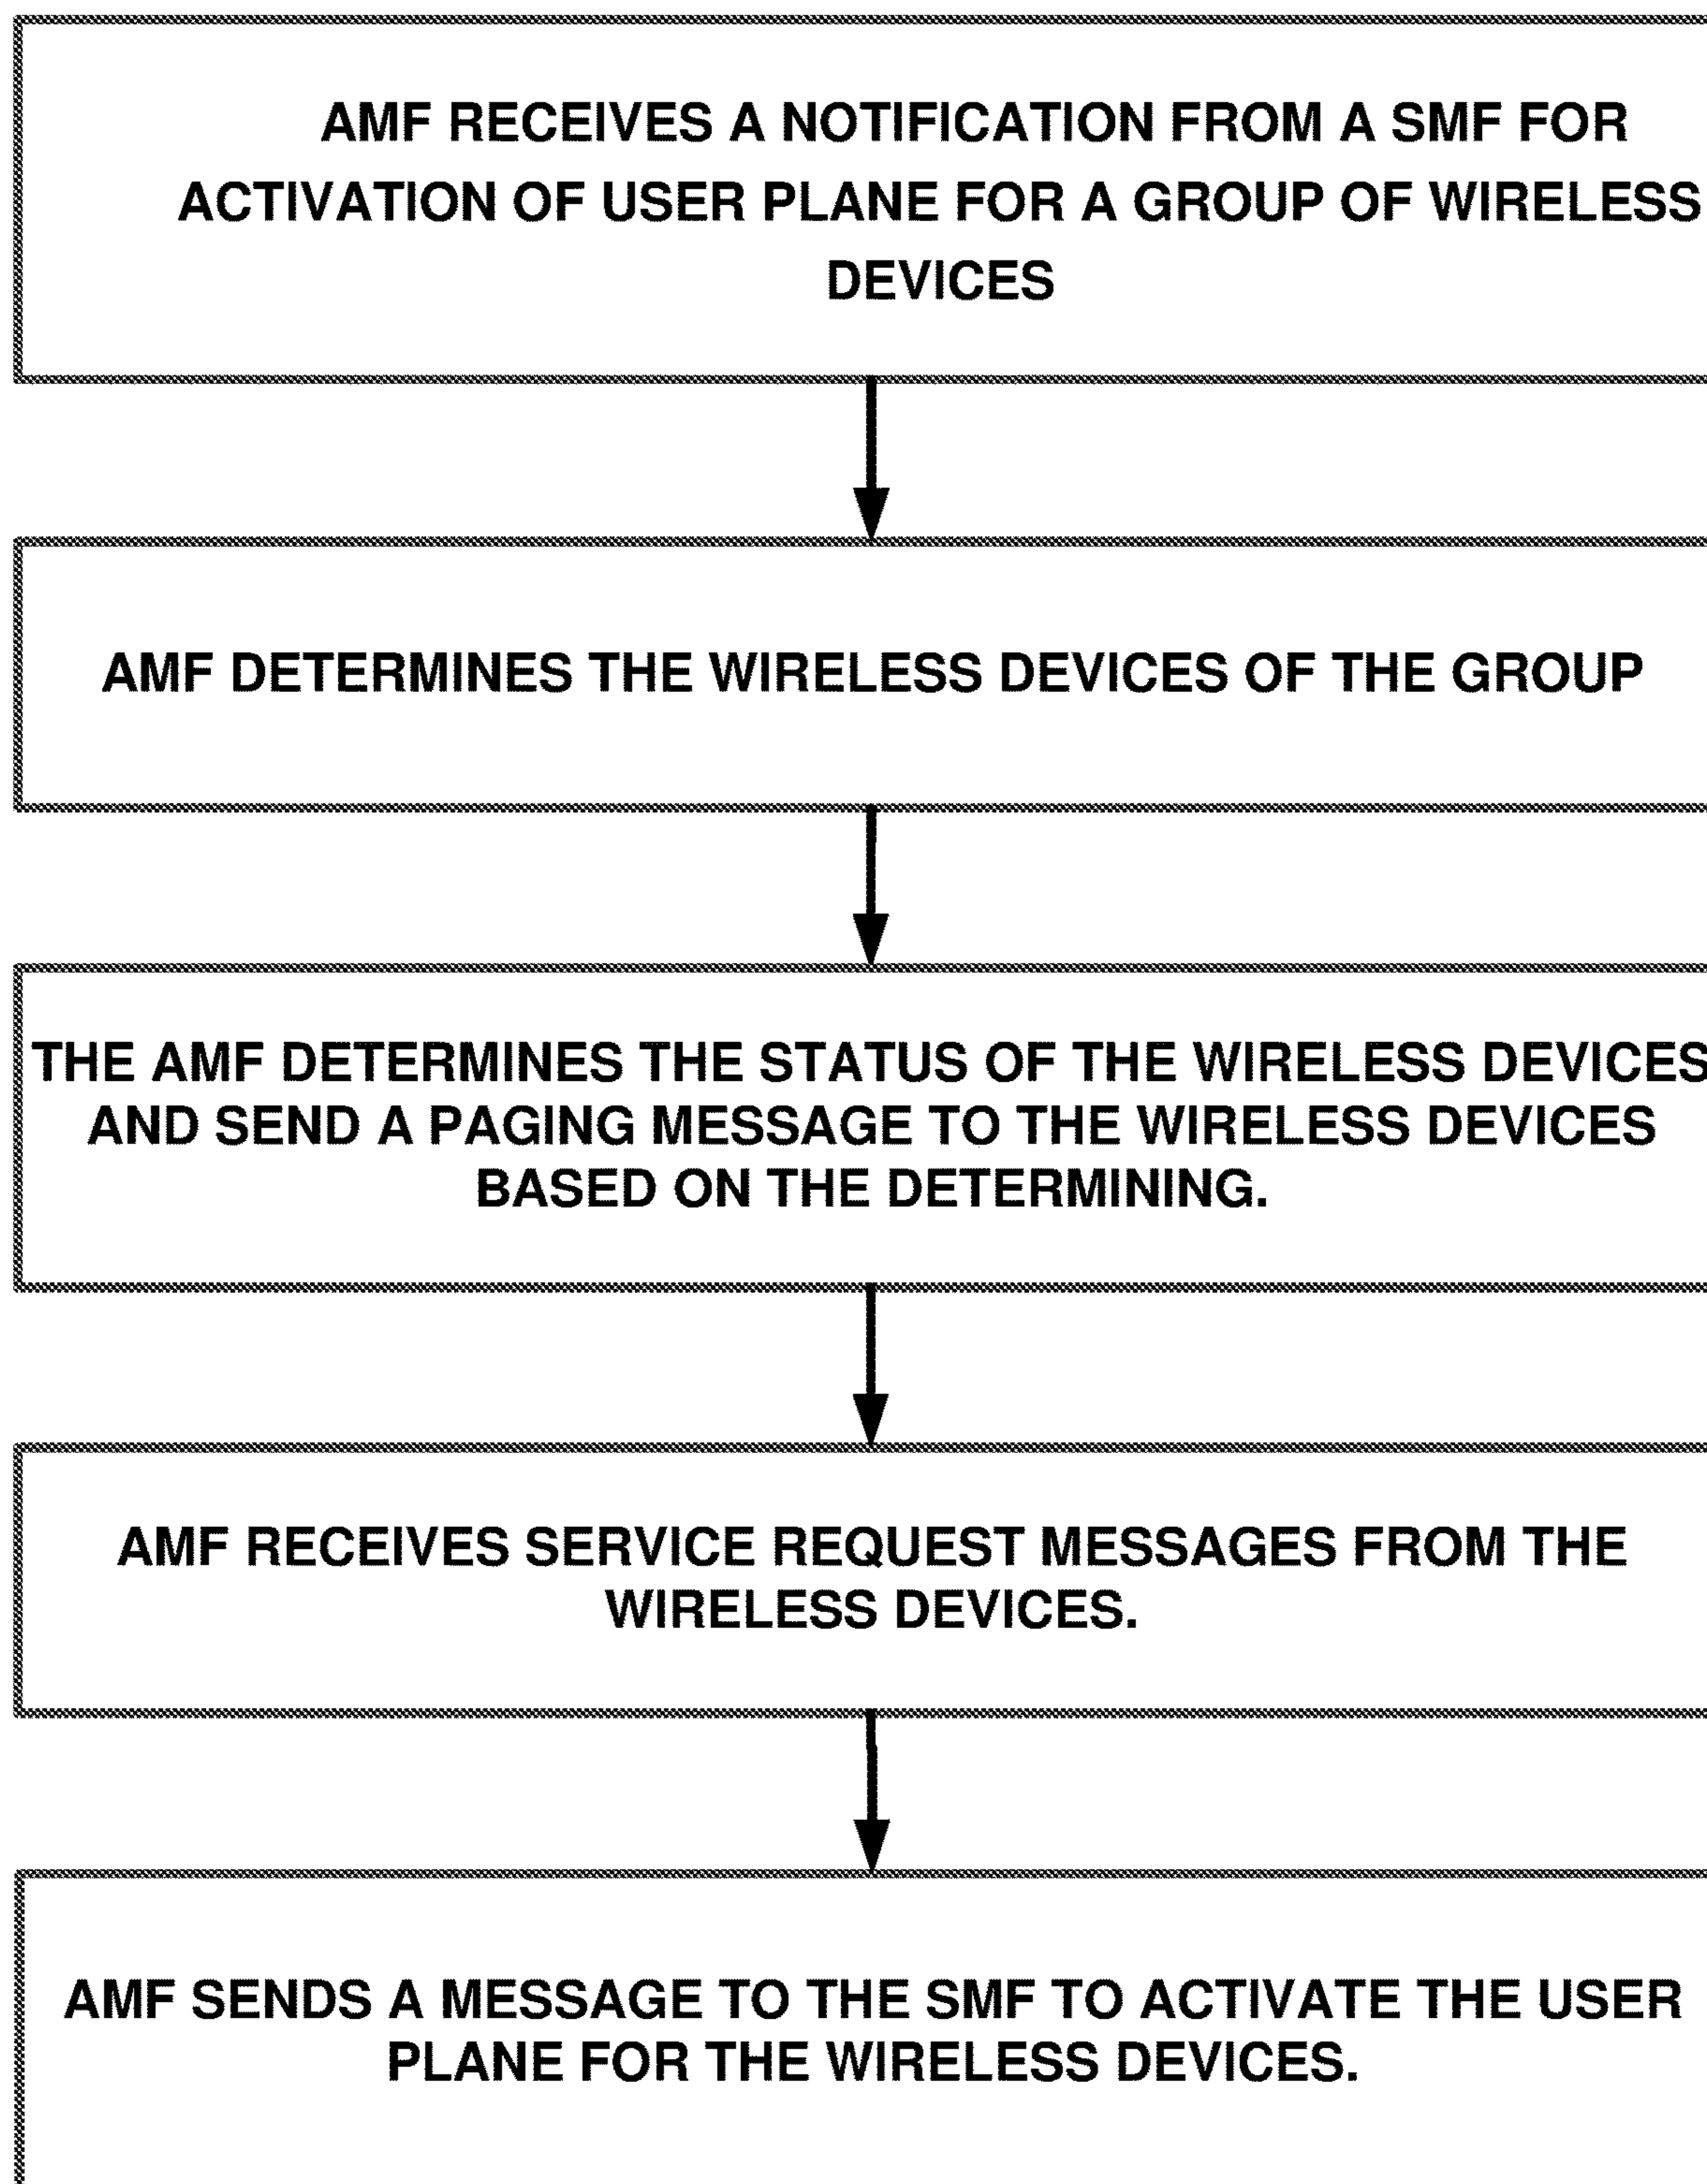 AMF RECEIVES A NOTIFICATION FROM A SMF FOR
ACTIVATION OF USER PLANE FOR A GROUP OF WIRELESS
DEVICES
AMF DETERMINES THE WIRELESS DEVICES OF THE GROUP
THE AMF DETERMINES THE STATUS OF THE WIRELESS DEVICES
AND SEND A PAGING MESSAGE TO THE WIRELESS DEVICES
BASED ON THE DETERMINING.
AMF RECEIVES SERVICE REQUEST MESSAGES FROM THE
WIRELESS DEVICES.
AMF SENDS A MESSAGE TO THE SMF TO ACTIVATE THE USER
PLANE FOR THE WIRELESS DEVICES.